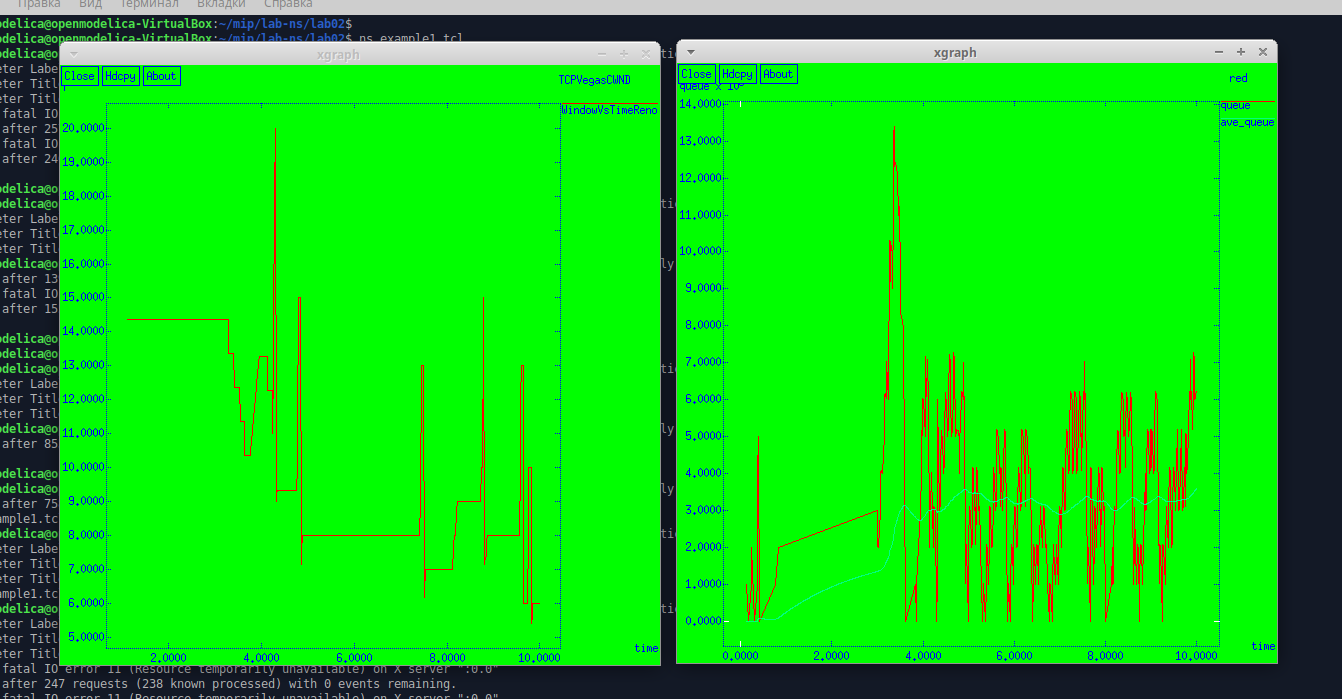 Правка Вид Терминал Вкладки Справка
odelica@openmodelica-VirtualBox:~/mip/lab-ns/lab02$
odelica@openmodelica-VirtualBox:~/mip/lab-ns/lab02$ ns example1.tcl
odelica@o
eter Labe
eter Titl
eter Titl
fatal IO
after 25
fatal IO
after 24
odelica@o
odelica@o
eter Labe
eter Titl
eter Titl
odelica@o
after 13
fatal IO
after 15
odelica@o
odelica@o
odelica@o
eter Labe
eter Titl
eter Titl
odelica@o
after 85
odelica@o
odelica@o
after 75
ample1.tc
odelica@o
eter Labe
eter Titl
eter Titl
ample1.tc
odelica@o
eter Labe
eter Titl
eter Titl
fatal IO error 11 (Resource temporarily unavailable) on X server ":0.0"
after 247 requests (238 known processed) with 0 events remaining.
fatal IO error 11 (Resource temporarily unavailable) on X server ":0.0"
xgraph
Close Hdcpy About
TCPVegasCWND
WindowVsTimeReno
20.0000
19.0000
18.0000
17.0000
16.0000
15.0000
14.0000
13.0000
12.0000
11.0000
10.0000
9.0000
8.0000
7.0000
6.0000
5.0000
2.0000 4.0000 6.0000 8.0000 10.0000
time
xgraph
Close Hdcpy About
red
queue
ave_queue
14.0000
13.0000
12.0000
11.0000
10.0000
9.0000
8.0000
7.0000
6.0000
5.0000
4.0000
3.0000
2.0000
1.0000
0.0000
0.0000 2.0000 4.0000 6.0000 8.0000 10.0000
time